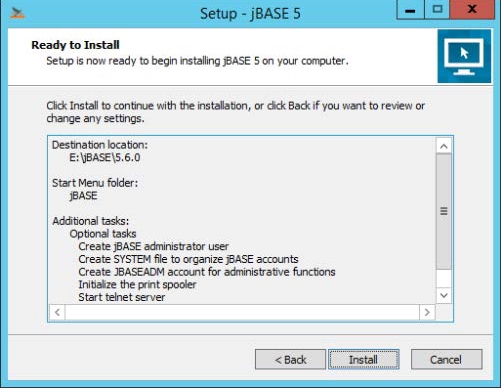 Setup - jBASE 5
Ready to Install
Setup is now ready to begin installing jBASE 5 on your computer.
Click Install to continue with the installation, or click Back if you want to review or
change any settings.
Destination location:
E:\jBASE\5.6.0
Start Menu folder:
jBASE
Additional tasks:
Optional tasks
Create jBASE administrator user
Create SYSTEM file to organize jBASE accounts
Create JBASEADM account for administrative functions
Initialize the print spooler
Start telnet server
< Back
Install
Cancel